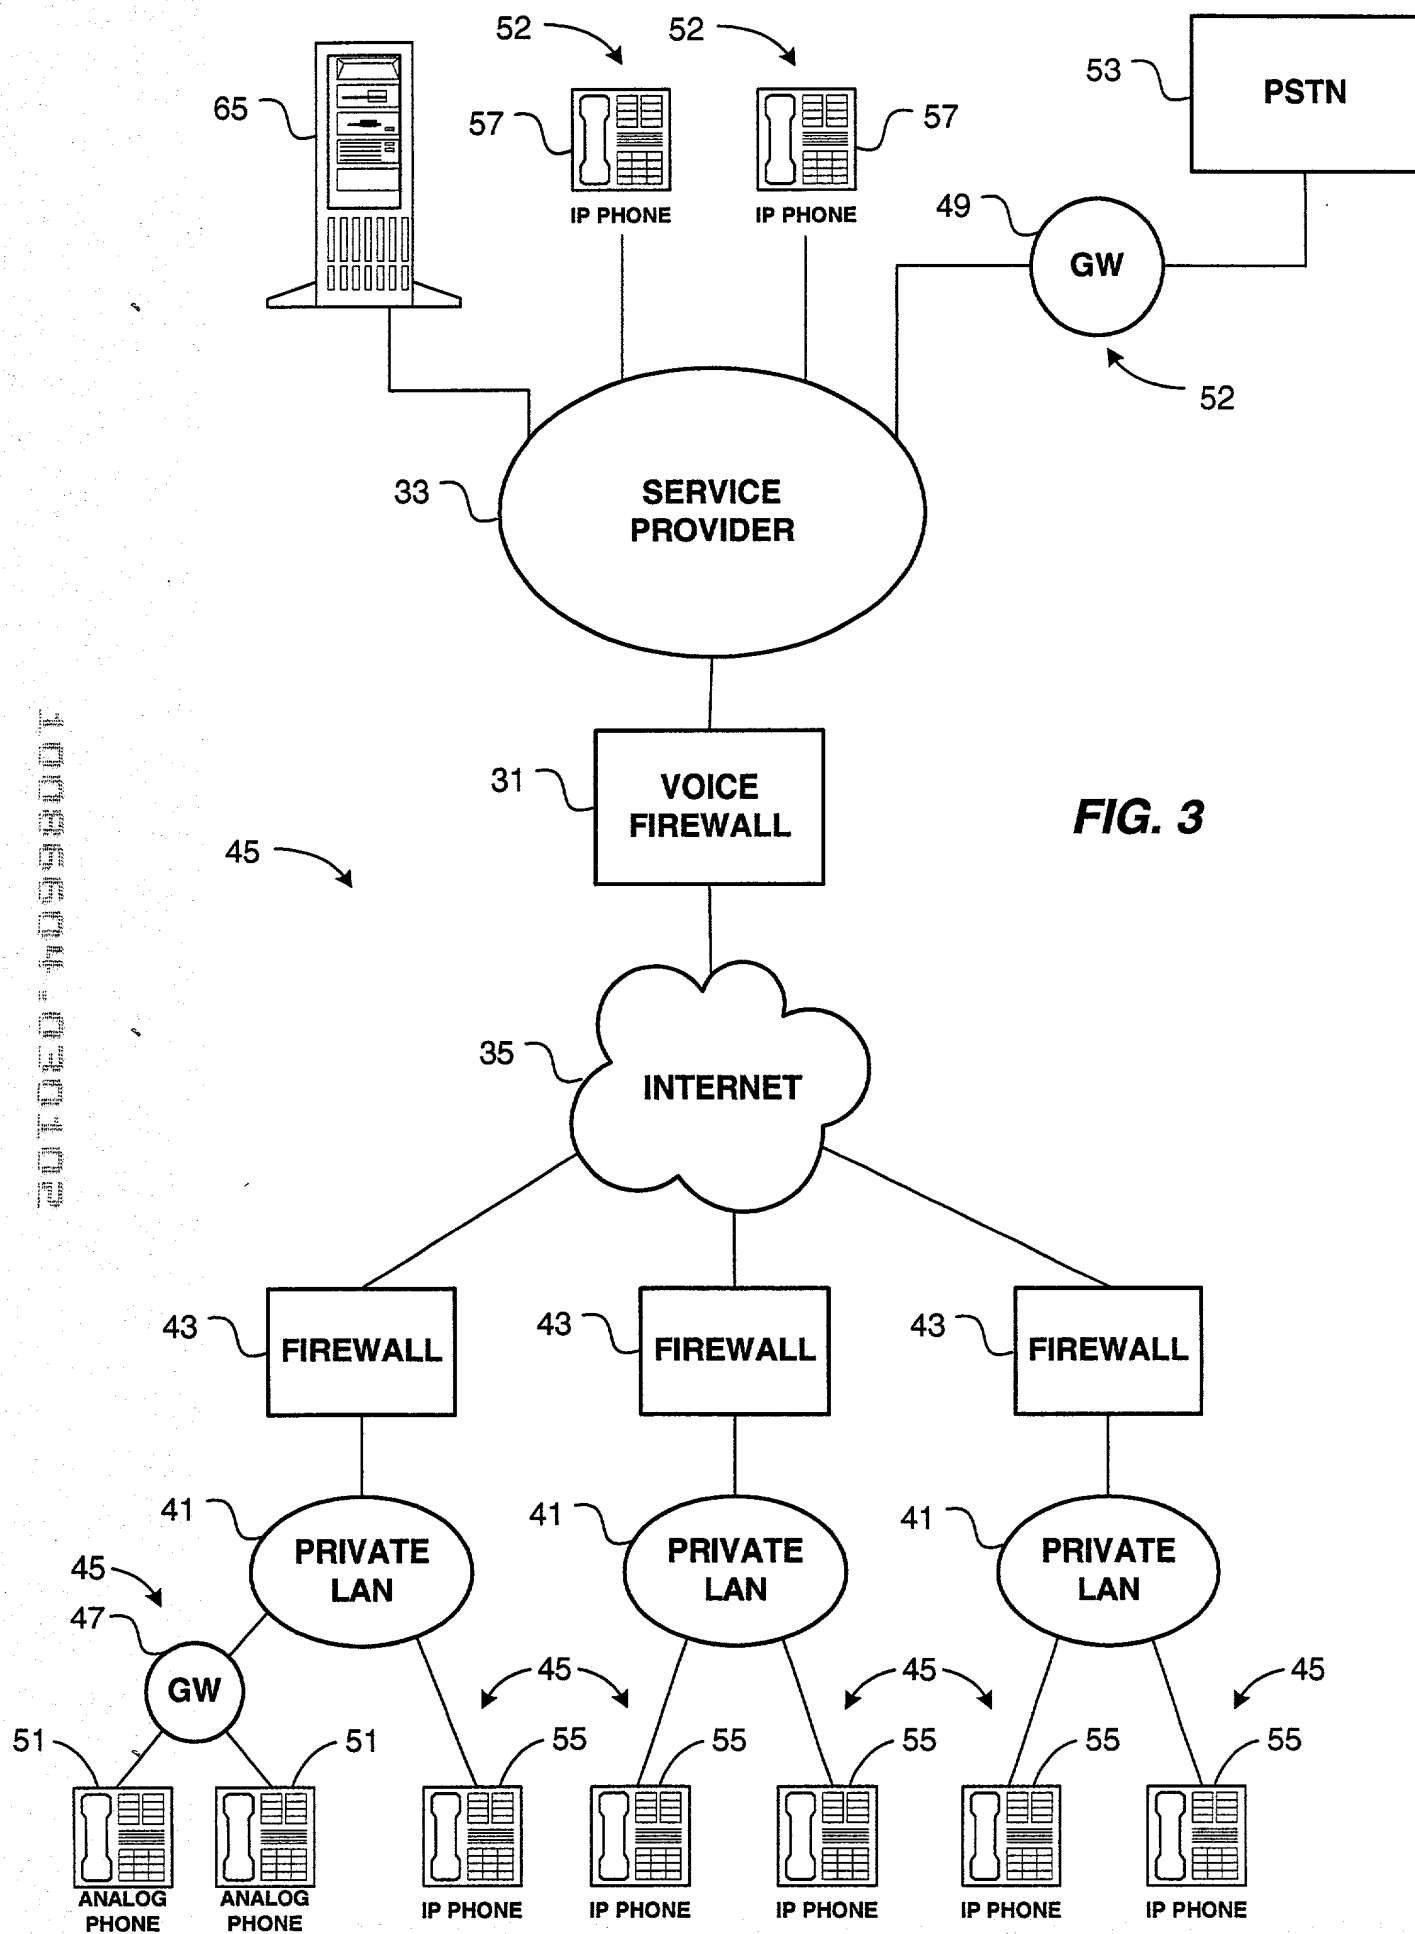 52
52
53
PSTN
65
57
57
IP PHONE
IP PHONE
49
GW
52
33
SERVICE
PROVIDER
31
VOICE
FIREWALL
FIG. 3
45
35
INTERNET
43
FIREWALL
43
FIREWALL
43
FIREWALL
41
PRIVATE
LAN
41
PRIVATE
LAN
41
PRIVATE
LAN
45
47
GW
45
45
45
51
51
55
55
55
55
55
ANALOG
PHONE
ANALOG
PHONE
IP PHONE
IP PHONE
IP PHONE
IP PHONE
IP PHONE
10086604.030102